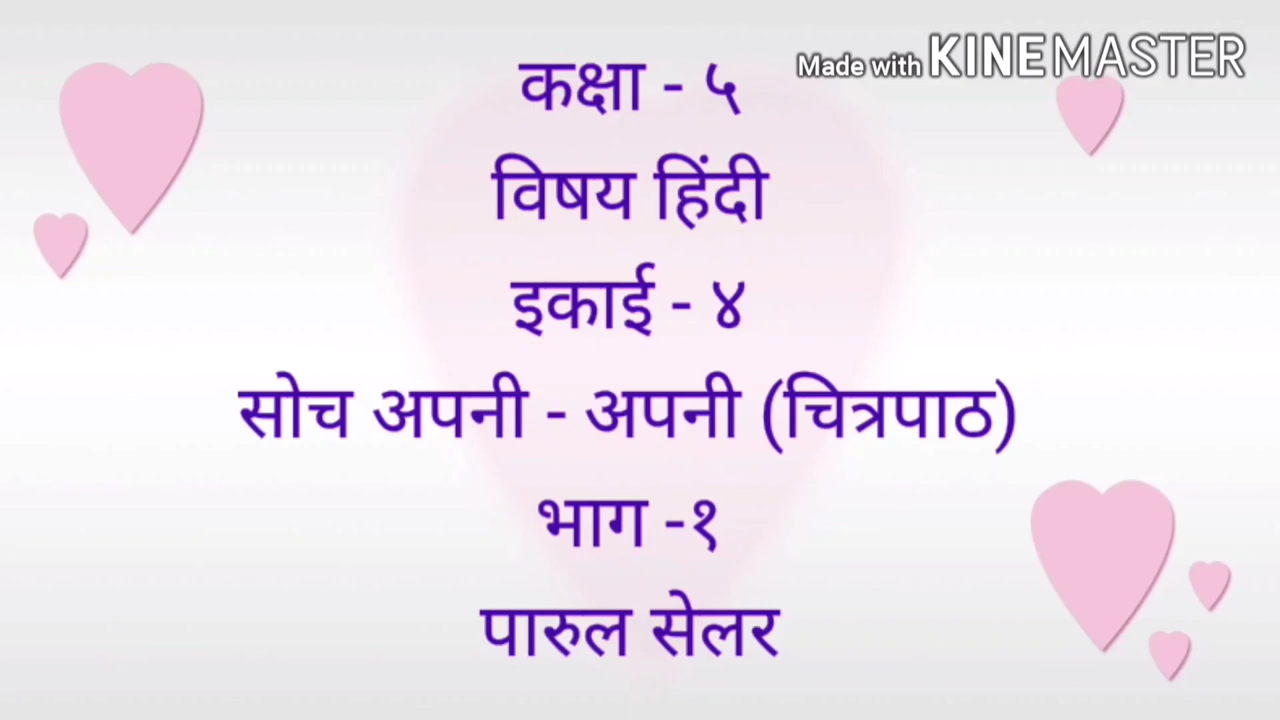 Made with KINEMASTER
कक्षा - ५
विषय हिंदी
इकाई - ४
सोच अपनी - अपनी (चित्रपाठ)
भाग -१
पारुल सेलर